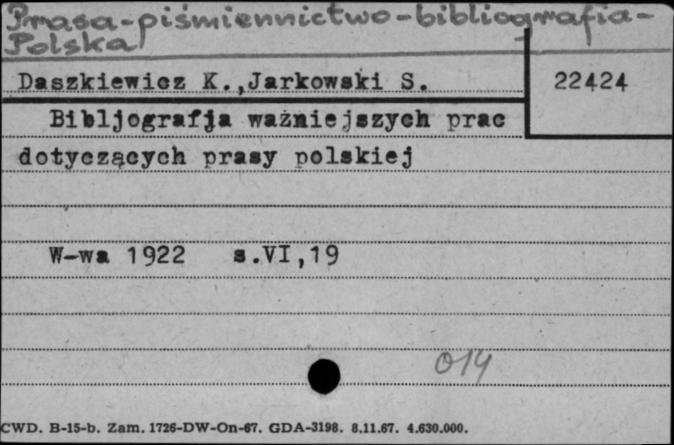 Prasa-piśmiennictwo-bibliografia-
Polska
Daszkiewicz K.,Jarkowski S.
22424
Bibljografja ważniejszych prac
dotyczących prasy polskiej
W-wa 1922 s.VI,19
014
CWD. B-15-b. Zam. 1726-DW-On-67. GDA-3198. 8.11.67. 4.630.000.